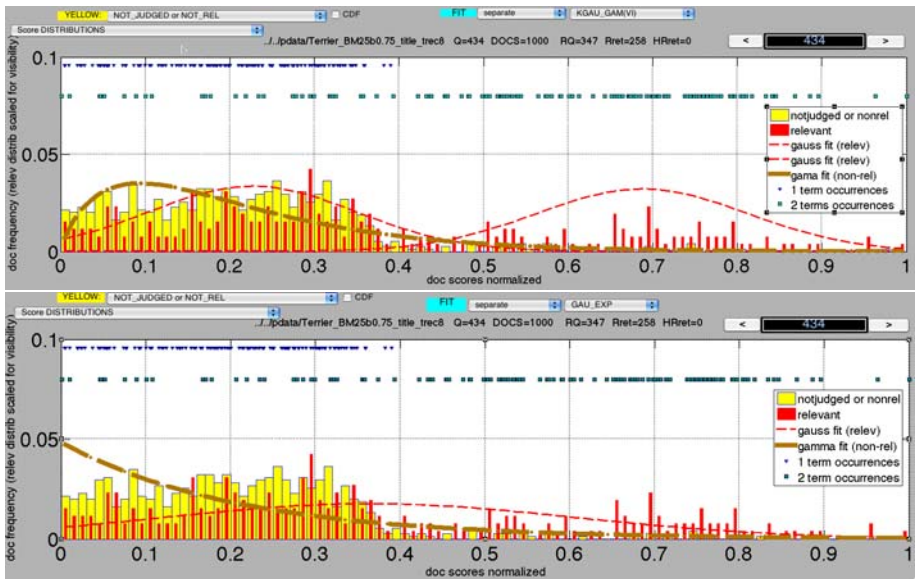 YELLOW: NOT_JUDGED or NOT_REL CDF FIT separate KGAU_GAM(VI)
Score DISTRIBUTIONS
../../pdata/Terrier_BM25b0.75_title_trec8 Q=434 DOCS=1000 RQ=347 Rret=258 HRret=0 < 434 >
doc frequency (relev distrib scaled for visibility)
0.1
0.05
0
notjudged or nonrel
relevant
gauss fit (relev)
gauss fit (relev)
gama fit (non-rel)
1 term occurrences
2 terms occurrences
0 0.1 0.2 0.3 0.4 0.5 0.6 0.7 0.8 0.9 1
doc scores normalized
YELLOW: NOT_JUDGED or NOT_REL CDF FIT separate GAU_EXP
Score DISTRIBUTIONS
../../pdata/Terrier_BM25b0.75_title_trec8 Q=434 DOCS=1000 RQ=347 Rret=258 HRret=0 < 434 >
doc frequency (relev distrib scaled for visibility)
0.1
0.05
0
notjudged or nonrel
relevant
gauss fit (relev)
gamma fit (non-rel)
1 term occurrences
2 term occurrences
0 0.1 0.2 0.3 0.4 0.5 0.6 0.7 0.8 0.9 1
doc scores normalized